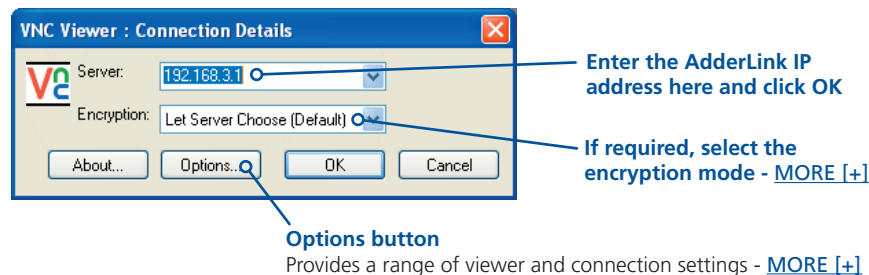 VNC Viewer : Connection Details
VNC
Server:
192.168.3.1
Encryption:
Let Server Choose (Default)
About...
Options...
OK
Cancel
Enter the AdderLink IP
address here and click OK
If required, select the
encryption mode - MORE [+]
Options button
Provides a range of viewer and connection settings - MORE [+]